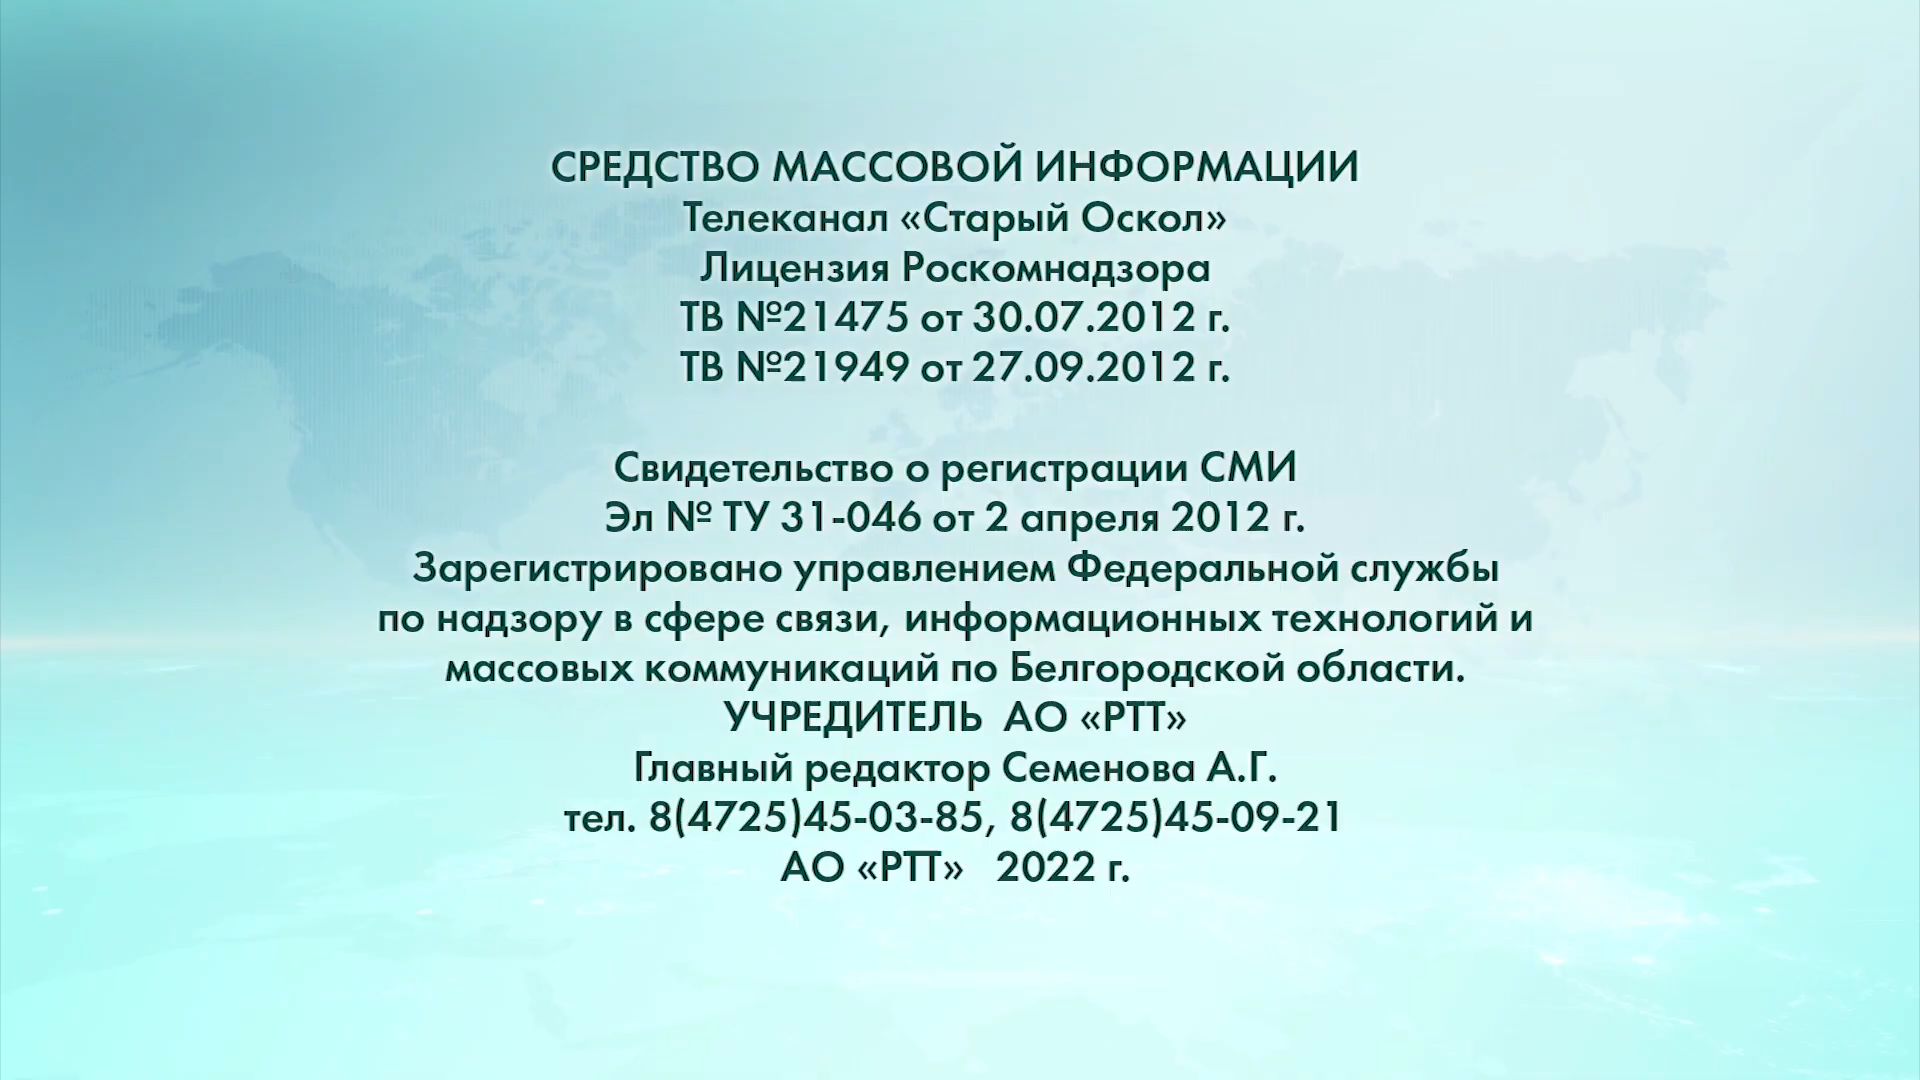 СРЕДСТВО МАССОВОЙ ИНФОРМАЦИИ
Телеканал «Старый Оскол»
Лицензия Роскомнадзора
ТВ №21475 от 30.07.2012 г.
ТВ №21949 от 27.09.2012 г.
Свидетельство о регистрации СМИ
Эл № ТУ 31-046 от 2 апреля 2012 г.
Зарегистрировано управлением Федеральной службы
по надзору в сфере связи, информационных технологий и
массовых коммуникаций по Белгородской области.
УЧРЕДИТЕЛЬ АО «РТТ»
Главный редактор Семенова А.Г.
тел. 8(4725)45-03-85, 8(4725)45-09-21
АО «РТТ» 2022 г.